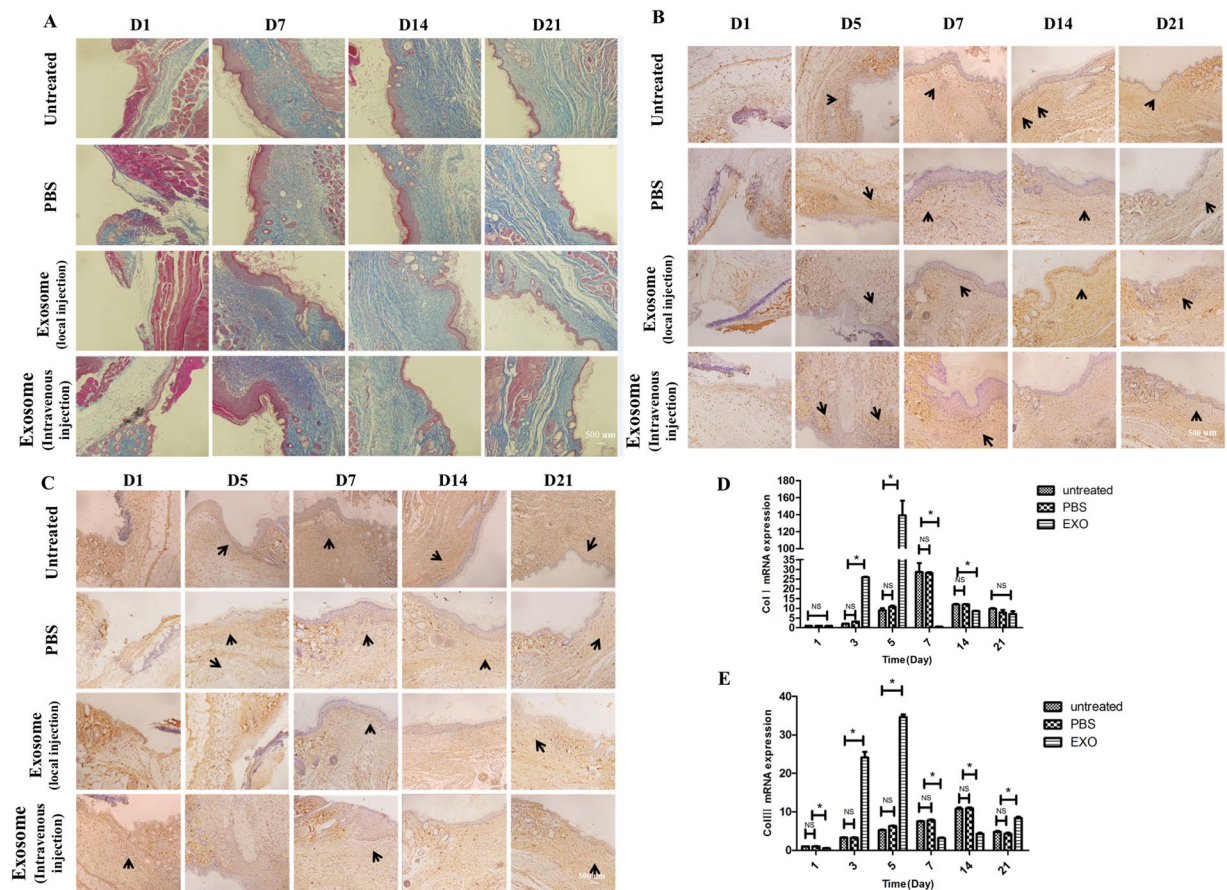 A
D1 D7 D14 D21
Untreated
PBS
Exosome
(local injection)
Exosome
(Intravenous
injection)
500 um
B
D1 D5 D7 D14 D21
Untreated
PBS
Exosome
(local injection)
Exosome
(Intravenous
injection)
500 um
C
D1 D5 D7 D14 D21
Untreated
PBS
Exosome
(local injection)
Exosome
(Intravenous
injection)
500 um
D
Col Ⅰ mRNA expression
180
160
140
120
100
30
25
20
15
10
5
0
NS
NS
*
NS
*
NS
*
NS
*
NS
1 3 5 7 14 21
Time(Day)
untreated
PBS
EXO
E
ColⅢ mRNA expression
60
40
20
0
NS
*
NS
*
NS
*
NS
*
NS
*
NS
*
1 3 5 7 14 21
Time(Day)
untreated
PBS
EXO